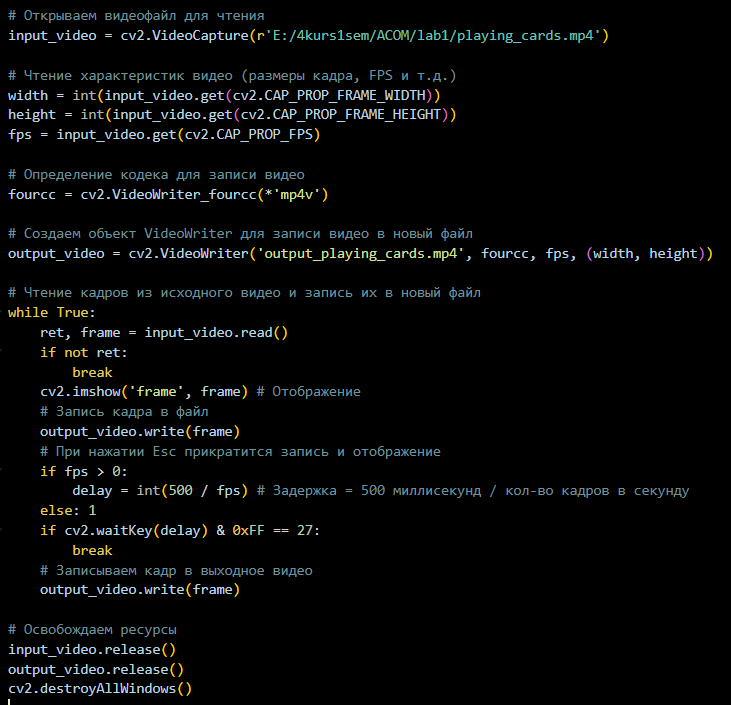 # Открываем видеофайл для чтения
input_video = cv2.VideoCapture(r'E:/4kurs1sem/ACOM/lab1/playing_cards.mp4')
# Чтение характеристик видео (размеры кадра, FPS и т.д.)
width = int(input_video.get(cv2.CAP_PROP_FRAME_WIDTH))
height = int(input_video.get(cv2.CAP_PROP_FRAME_HEIGHT))
fps = input_video.get(cv2.CAP_PROP_FPS)
# Определение кодека для записи видео
fourcc = cv2.VideoWriter_fourcc(*'mp4v')
# Создаем объект VideoWriter для записи видео в новый файл
output_video = cv2.VideoWriter('output_playing_cards.mp4', fourcc, fps, (width, height))
# Чтение кадров из исходного видео и запись их в новый файл
while True:
    ret, frame = input_video.read()
    if not ret:
        break
    cv2.imshow('frame', frame) # Отображение
    # Запись кадра в файл
    output_video.write(frame)
    # При нажатии Esc прикратится запись и отображение
    if fps > 0:
        delay = int(500 / fps) # Задержка = 500 миллисекунд / кол-во кадров в секунду
    else: 1
    if cv2.waitKey(delay) & 0xFF == 27:
        break
    # Записываем кадр в выходное видео
    output_video.write(frame)
# Освобождаем ресурсы
input_video.release()
output_video.release()
cv2.destroyAllWindows()